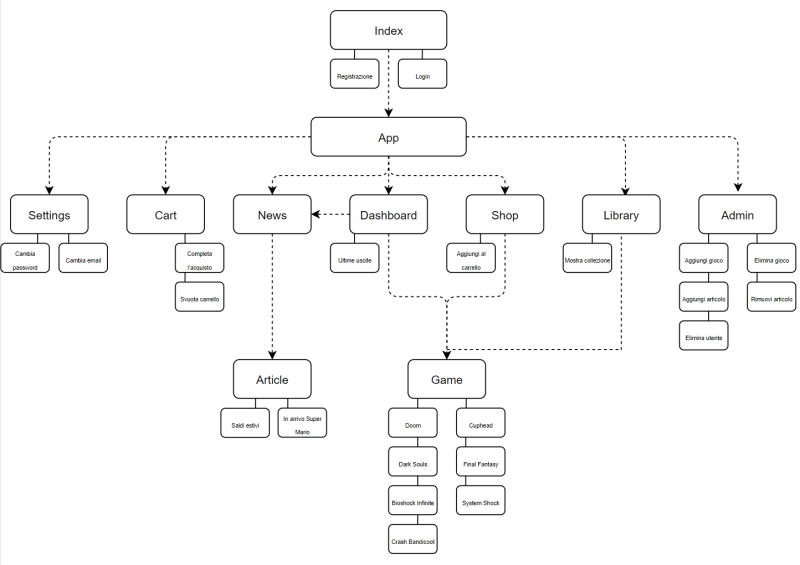 Index
Registrazione
Login
App
Settings
Cart
News
Dashboard
Shop
Library
Admin
Cambia
password
Cambia email
Completa
l'acquisto
Svuota carrello
Ultime uscite
Aggiungi al
carrello
Mostra collezione
Aggiungi gioco
Elimina gioco
Aggiungi articolo
Rimuovi articolo
Elimina utente
Article
Game
Saldi estivi
In arrivo Super
Mario
Doom
Cuphead
Dark Souls
Final Fantasy
Bioshock Infinite
System Shock
Crash Bandicoot